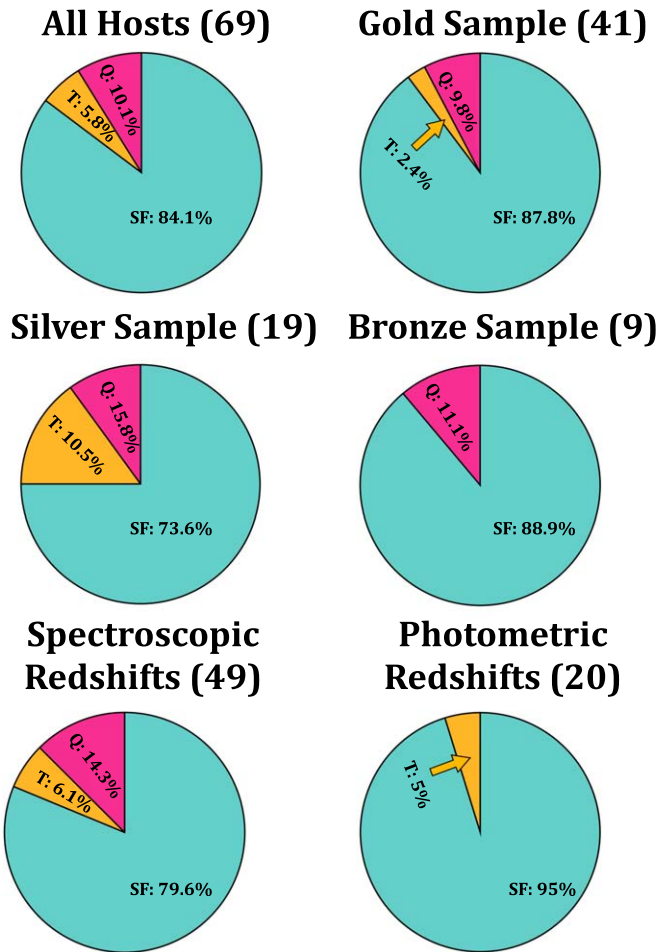 All Hosts (69)
Q: 10.1%
T: 5.8%
SF: 84.1%
Gold Sample (41)
Q: 9.8%
T: 2.4%
SF: 87.8%
Silver Sample (19)
Q: 15.8%
T: 10.5%
SF: 73.6%
Bronze Sample (9)
Q: 11.1%
SF: 88.9%
Spectroscopic
Redshifts (49)
Q: 14.3%
T: 6.1%
SF: 79.6%
Photometric
Redshifts (20)
T: 5%
SF: 95%